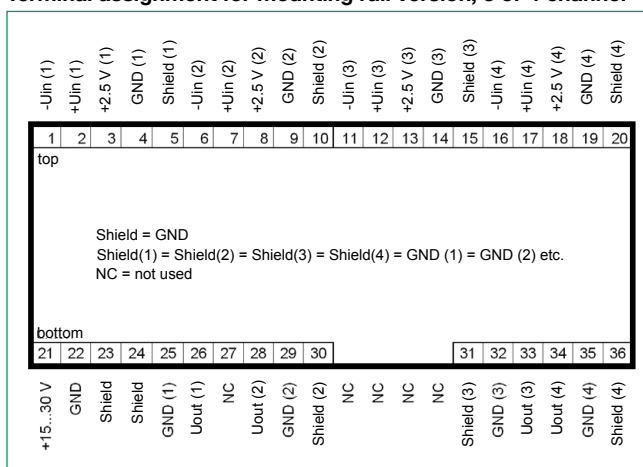 Terminal assignment for mounting rail version, 3 or 4 channel
-Uin (1) +Uin (1) +2.5 V (1) GND (1) Shield (1) -Uin (2) +Uin (2) +2.5 V (2) GND (2) Shield (2) -Uin (3) +Uin (3) +2.5 V (3) GND (3) Shield (3) -Uin (4) +Uin (4) +2.5 V (4) GND (4) Shield (4)
1 2 3 4 5 6 7 8 9 10 11 12 13 14 15 16 17 18 19 20
top
Shield = GND
Shield(1) = Shield(2) = Shield(3) = Shield(4) = GND (1) = GND (2) etc.
NC = not used
bottom
21 22 23 24 25 26 27 28 29 30 31 32 33 34 35 36
+15...30 V GND Shield Shield GND (1) Uout (1) NC Uout (2) GND (2) Shield (2) NC NC NC NC Shield (3) GND (3) Uout (3) Uout (4) GND (4) Shield (4)